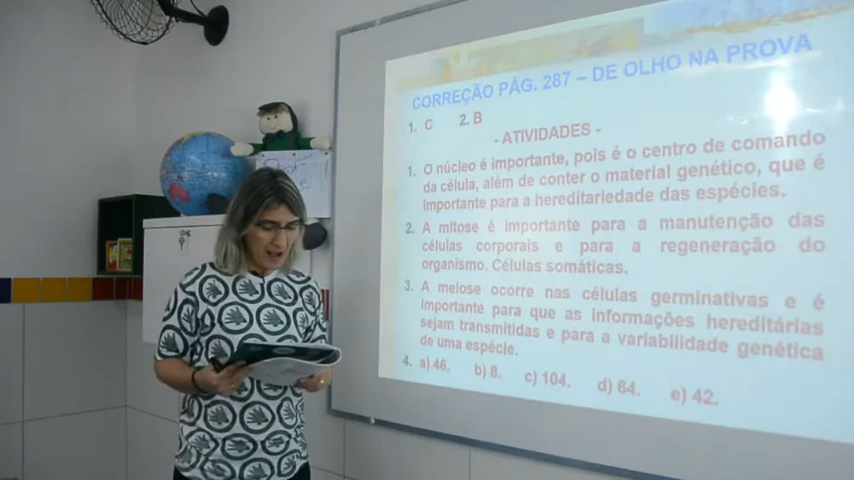 CORREÇÃO PÁG. 287 – DE OLHO NA PROVA
1. C 2. B
- ATIVIDADES -
1. O núcleo é importante, pois é o centro de comando
da célula, além de conter o material genético, que é
importante para a hereditariedade das espécies.
2. A mitose é importante para a manutenção das
células corporais e para a regeneração do
organismo. Células somáticas.
3. A meiose ocorre nas células germinativas e é
importante para que as informações hereditárias
sejam transmitidas e para a variabilidade genética
de uma espécie.
4. a) 46. b) 8. c) 104. d) 64. e) 42.